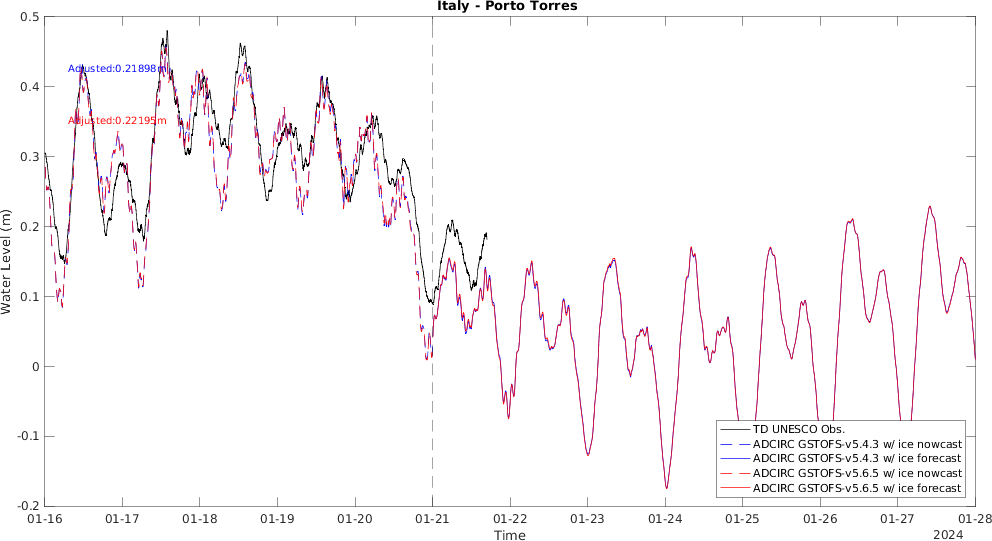 Italy - Porto Torres
Water Level (m)
0.5
0.4
0.3
0.2
0.1
0
-0.1
-0.2
Adjusted:0.21898m
Adjusted:0.22195m
TD UNESCO Obs.
ADCIRC GSTOFS-v5.4.3 w/ ice nowcast
ADCIRC GSTOFS-v5.4.3 w/ ice forecast
ADCIRC GSTOFS-v5.6.5 w/ ice nowcast
ADCIRC GSTOFS-v5.6.5 w/ ice forecast
01-16 01-17 01-18 01-19 01-20 01-21 01-22 01-23 01-24 01-25 01-26 01-27 01-28
Time
2024